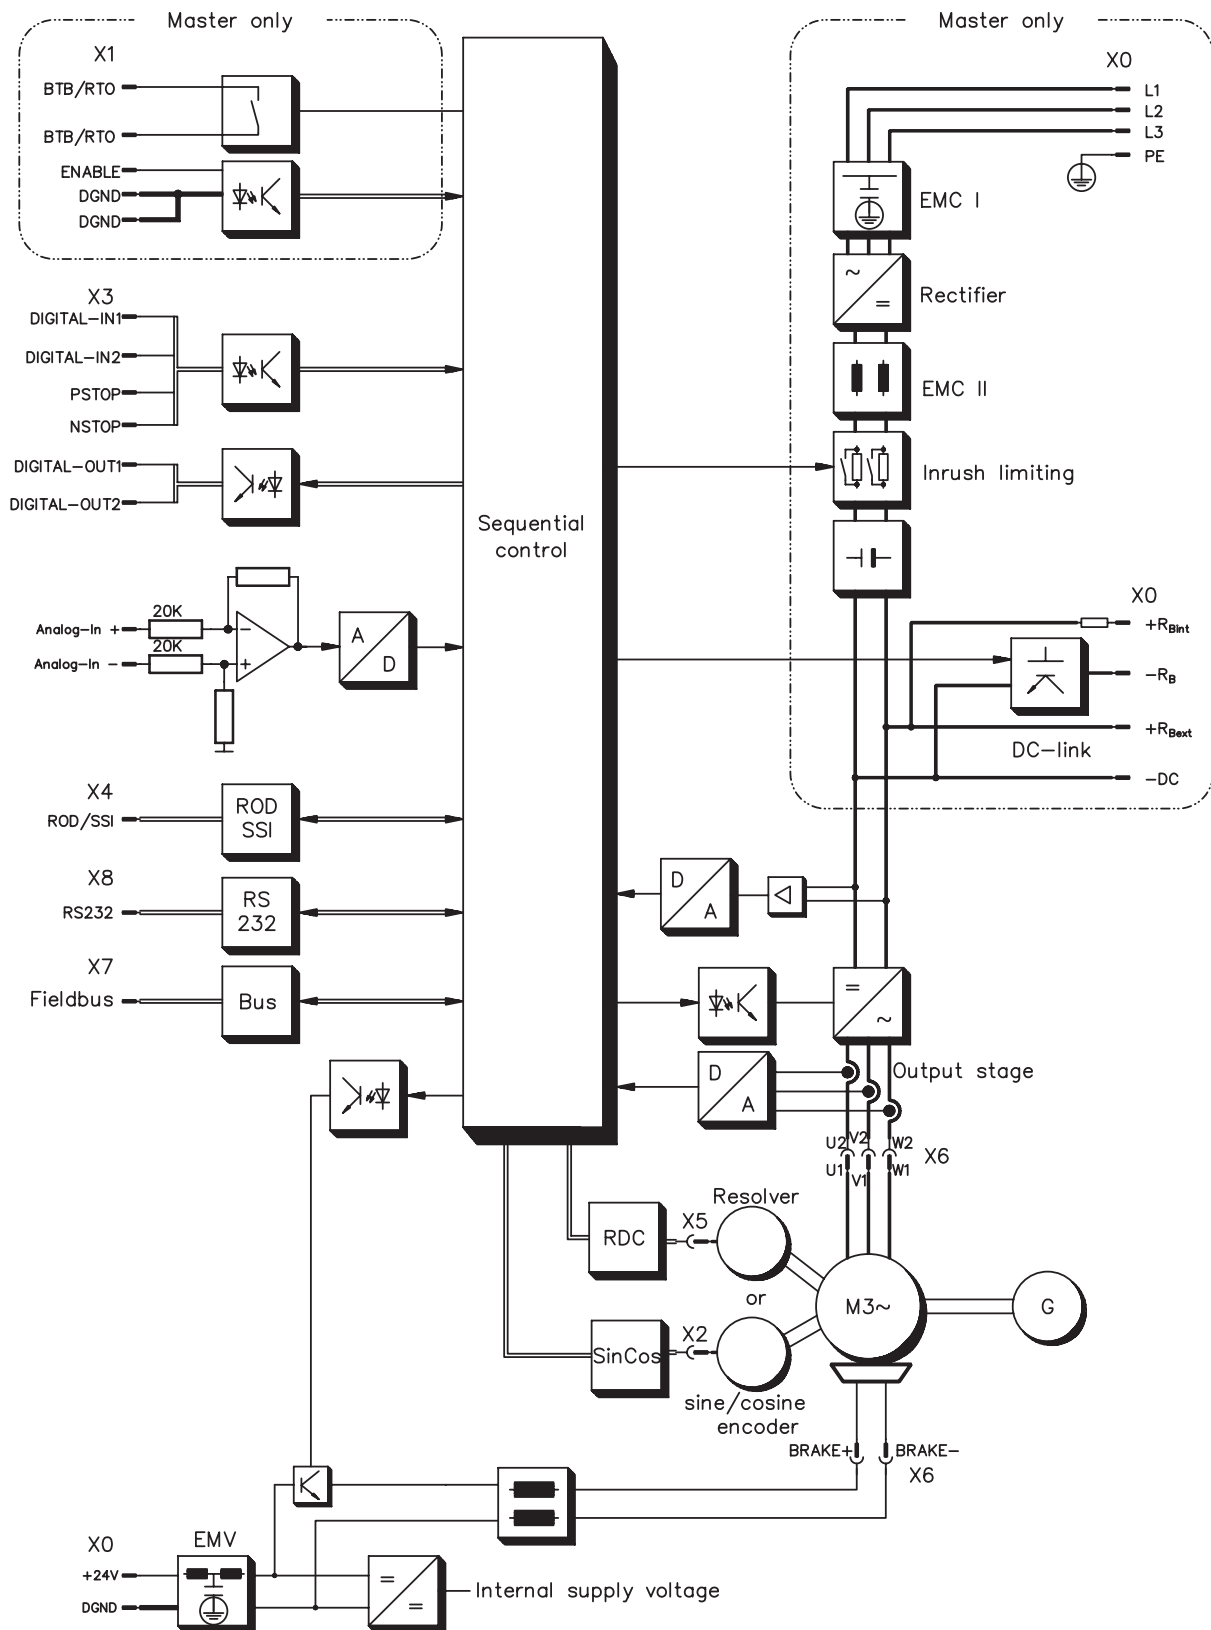 Master only
X1
BTB/RTO
BTB/RTO
ENABLE
DGND
DGND
X3
DIGITAL-IN1
DIGITAL-IN2
PSTOP
NSTOP
DIGITAL-OUT1
DIGITAL-OUT2
20K
Analog-In +
20K
Analog-In -
-
+
A
D
X4
ROD/SSI
ROD
SSI
X8
RS232
RS
232
X7
Fieldbus
Bus
Sequential
control
Master only
X0
L1
L2
L3
PE
EMC I
~
=
Rectifier
EMC II
Inrush limiting
X0
+RBint
-RB
+RBext
DC-link
-DC
D
A
=
~
Output stage
D
A
U2
V2
W2
X6
U1
V1
W1
Resolver
RDC
X5
or
M3~
G
SinCos
X2
sine/cosine
encoder
BRAKE+
BRAKE-
X6
X0
EMV
+24V
DGND
=
=
Internal supply voltage